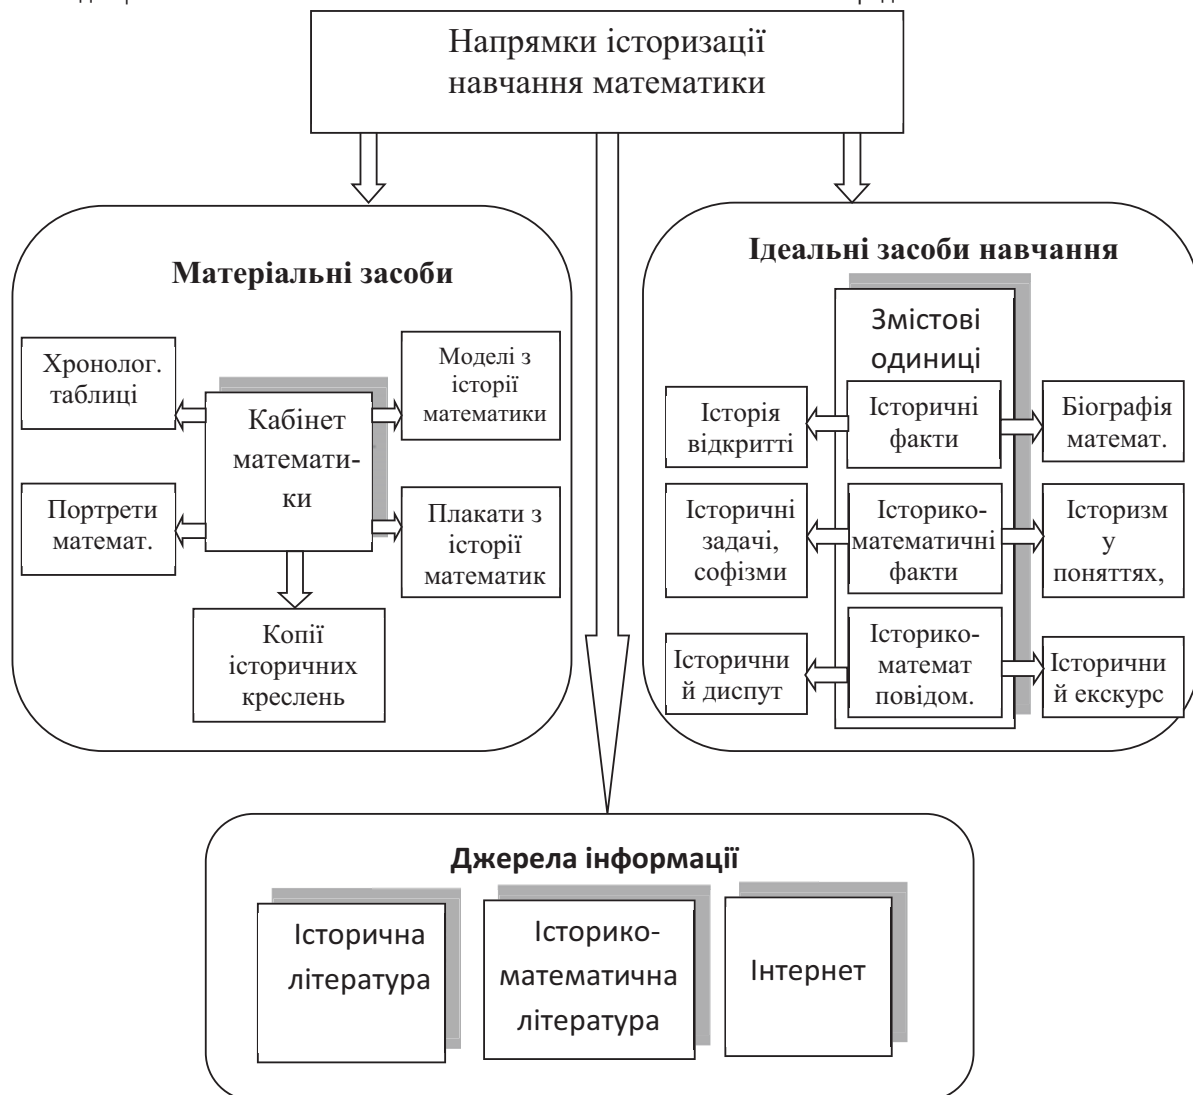 Напрямки історизації
навчання математики
Матеріальні засоби
Хронолог.
таблиці
Кабінет
математи-
ки
Моделі з
історії
математики
Портрети
математ.
Плакати з
історії
математик
Копії
історичних
креслень
Ідеальні засоби навчання
Змістові
одиниці
Історія
відкритті
Історичні
факти
Біографія
математ.
Історичні
задачі,
софізми
Історико-
математичні
факти
Історизм
у
поняттях,
Історични
й диспут
Історико-
математ
повідом.
Історични
й екскурс
Джерела інформації
Історична
література
Історико-
математична
література
Інтернет